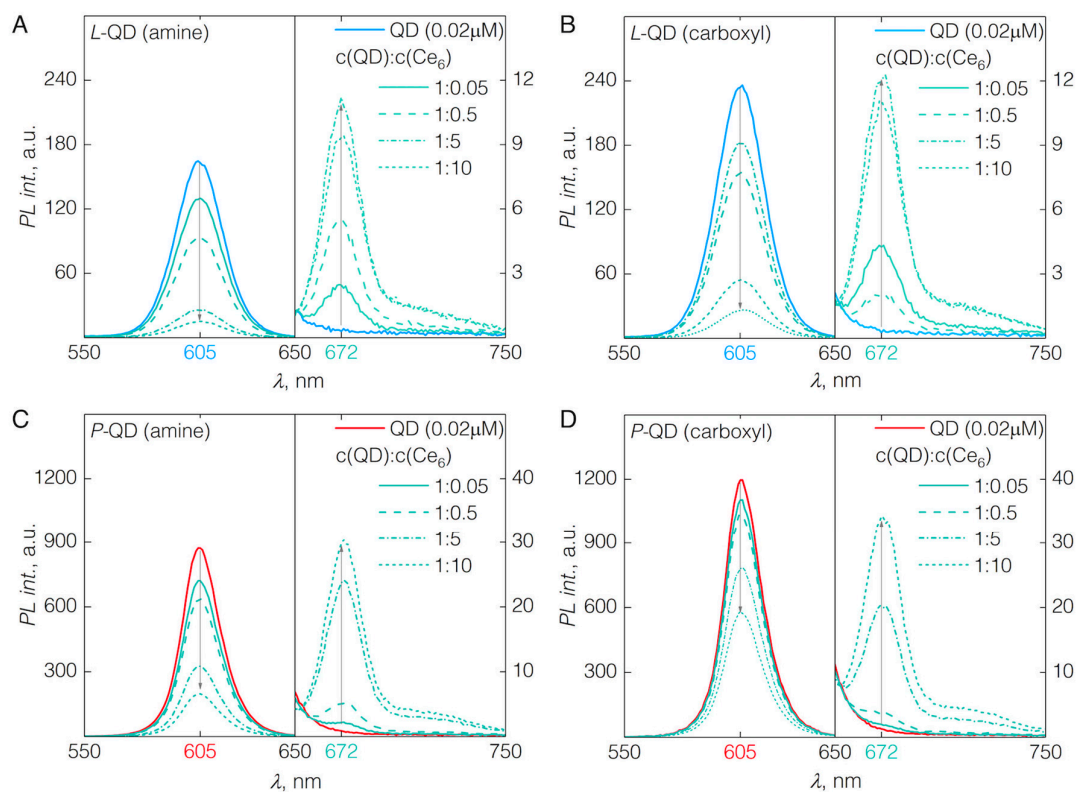 A
L-QD (amine)
QD (0.02μM)
c(QD):c(Ce₆)
1:0.05
1:0.5
1:5
1:10
240
180
120
60
12
9
6
3
PL int., a.u.
550
605
650
672
750
λ, nm
B
L-QD (carboxyl)
QD (0.02μM)
c(QD):c(Ce₆)
1:0.05
1:0.5
1:5
1:10
240
180
120
60
12
9
6
3
PL int., a.u.
550
605
650
672
750
λ, nm
C
P-QD (amine)
QD (0.02μM)
c(QD):c(Ce₆)
1:0.05
1:0.5
1:5
1:10
1200
900
600
300
40
30
20
10
PL int., a.u.
550
605
650
672
750
λ, nm
D
P-QD (carboxyl)
QD (0.02μM)
c(QD):c(Ce₆)
1:0.05
1:0.5
1:5
1:10
1200
900
600
300
40
30
20
10
PL int., a.u.
550
605
650
672
750
λ, nm